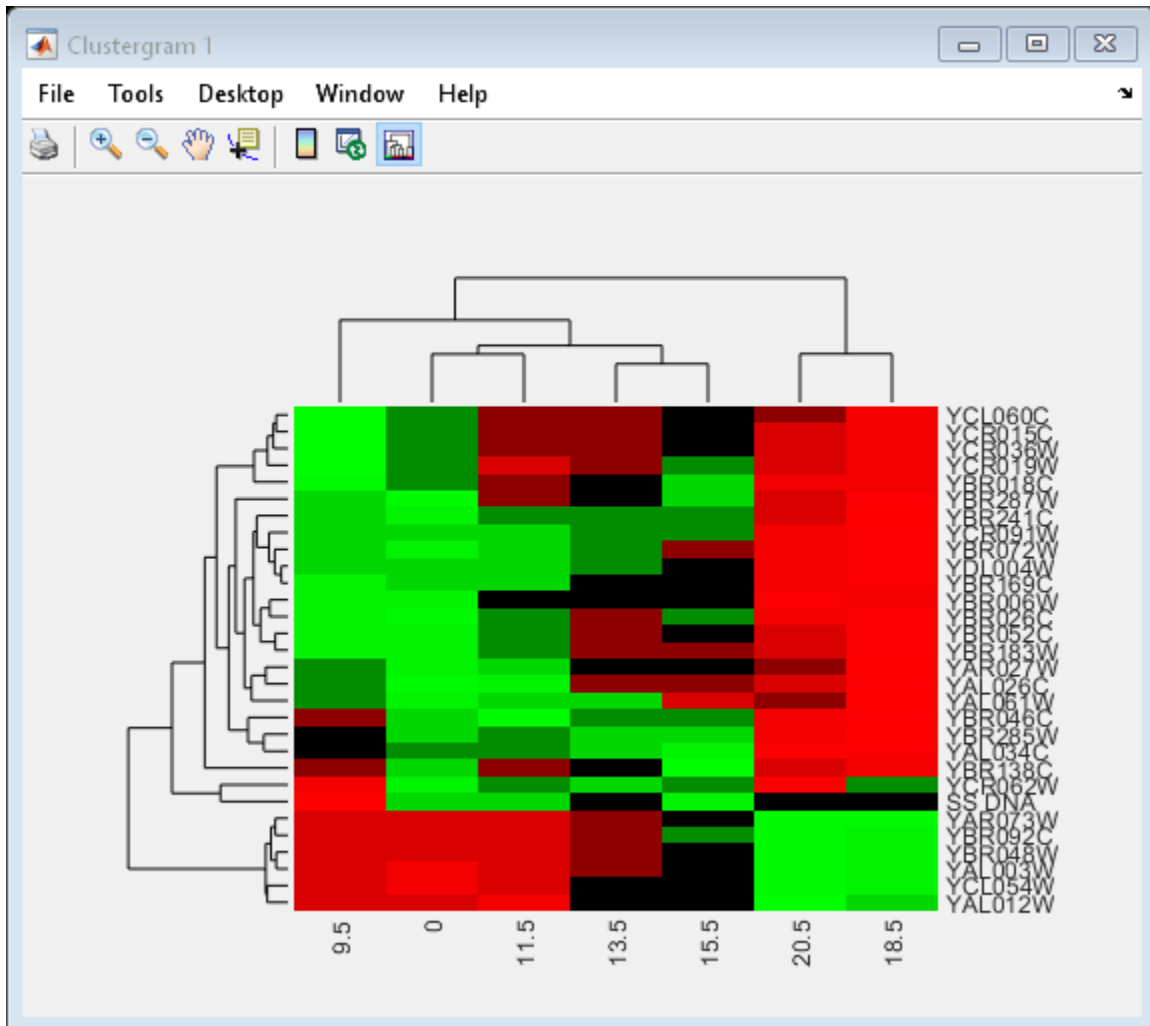 Clustergram 1
File Tools Desktop Window Help
YCL060C
YCR015C
YCR036W
YCR019W
YBR018C
YBR287W
YBR241C
YCR091W
YBR072W
YDL004W
YBR169C
YBR006W
YBR026C
YBR052C
YBR183W
YAR027W
YAL026C
YAL061W
YBR046C
YBR285W
YAL034C
YBR138C
YCR062W
SS DNA
YAR073W
YBR092C
YBR048W
YAL003W
YCL054W
YAL012W
9.5 0 11.5 13.5 15.5 20.5 18.5